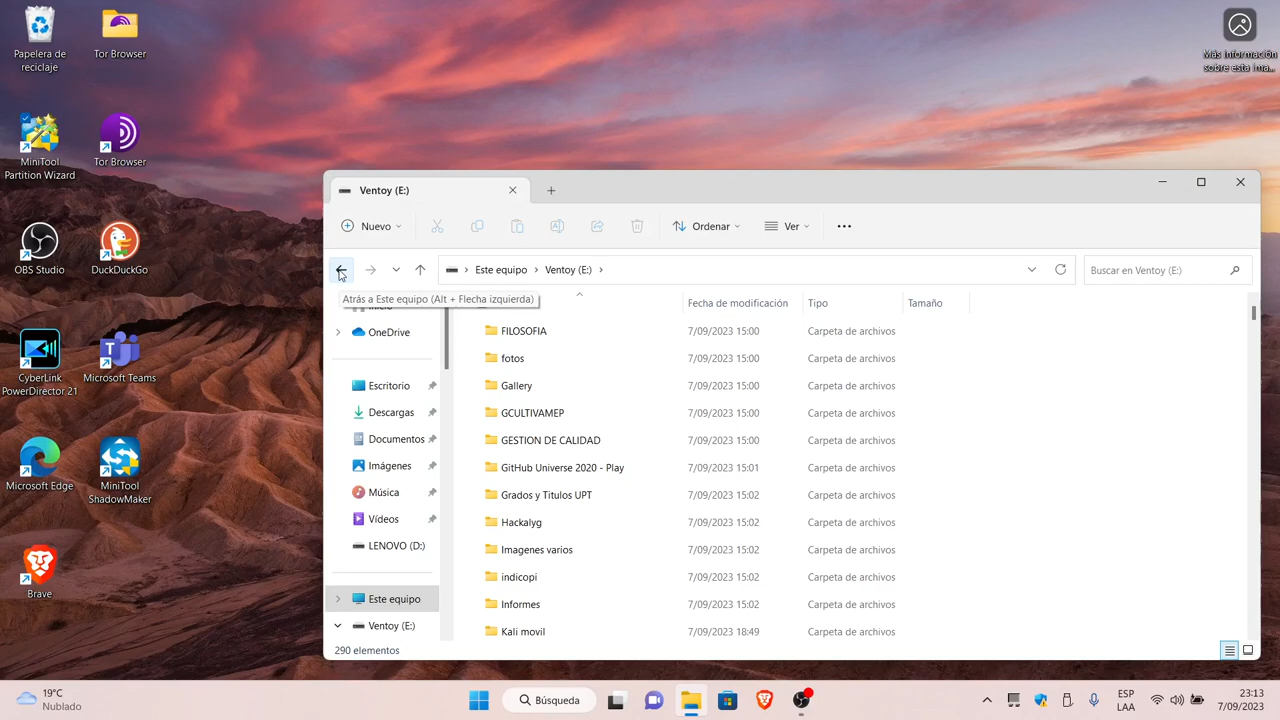 Papelera de
reciclaje
Tor Browser
Más información
sobre esta ima...
MiniTool
Partition Wizard
Tor Browser
OBS Studio
DuckDuckGo
CyberLink
PowerDirector 21
Microsoft Teams
Microsoft Edge
MiniTool
ShadowMaker
Brave
Ventoy (E:)
Nuevo
Ordenar
Ver
Este equipo
Ventoy (E:)
Buscar en Ventoy (E:)
Atrás a Este equipo (Alt + Flecha izquierda)
Fecha de modificación
Tipo
Tamaño
Inicio
OneDrive
Escritorio
Descargas
Documentos
Imágenes
Música
Vídeos
LENOVO (D:)
Este equipo
Ventoy (E:)
FILOSOFIA 7/09/2023 15:00 Carpeta de archivos
fotos 7/09/2023 15:00 Carpeta de archivos
Gallery 7/09/2023 15:00 Carpeta de archivos
GCULTIVAMEP 7/09/2023 15:00 Carpeta de archivos
GESTION DE CALIDAD 7/09/2023 15:00 Carpeta de archivos
GitHub Universe 2020 - Play 7/09/2023 15:01 Carpeta de archivos
Grados y Titulos UPT 7/09/2023 15:02 Carpeta de archivos
Hackalyg 7/09/2023 15:02 Carpeta de archivos
Imagenes varios 7/09/2023 15:02 Carpeta de archivos
indicopi 7/09/2023 15:02 Carpeta de archivos
Informes 7/09/2023 15:02 Carpeta de archivos
Kali movil 7/09/2023 18:49 Carpeta de archivos
290 elementos
19°C
Nublado
Búsqueda
ESP
LAA
23:13
7/09/2023